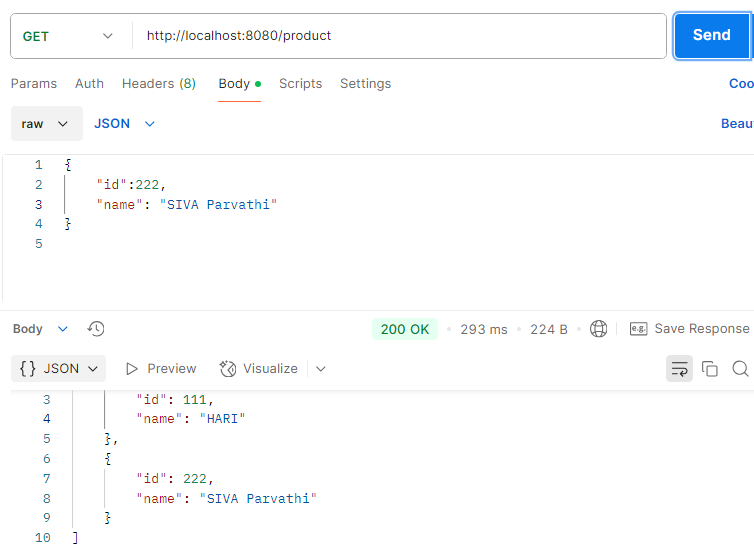 GET http://localhost:8080/product Send
Params Auth Headers (8) Body Scripts Settings Coo
raw JSON Beau
1 {
2 "id":222,
3 "name": "SIVA Parvathi"
4 }
5
Body 200 OK 293 ms 224 B e.g. Save Response
{} JSON Preview Visualize
3 "id": 111,
4 "name": "HARI"
5 },
6 {
7 "id": 222,
8 "name": "SIVA Parvathi"
9 }
10 ]